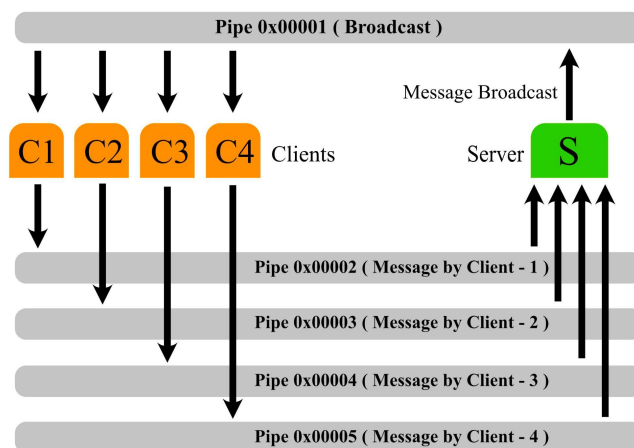 Pipe 0x00001 ( Broadcast )
Message Broadcast
C1 C2 C3 C4 Clients
Server S
Pipe 0x00002 ( Message by Client - 1 )
Pipe 0x00003 ( Message by Client - 2 )
Pipe 0x00004 ( Message by Client - 3 )
Pipe 0x00005 ( Message by Client - 4 )